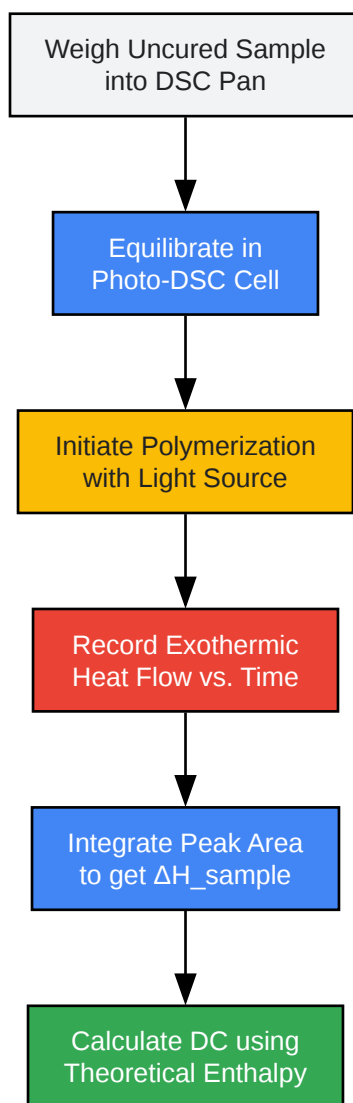 Weigh Uncured Sample
into DSC Pan
Equilibrate in
Photo-DSC Cell
Initiate Polymerization
with Light Source
Record Exothermic
Heat Flow vs. Time
Integrate Peak Area
to get ΔH_sample
Calculate DC using
Theoretical Enthalpy